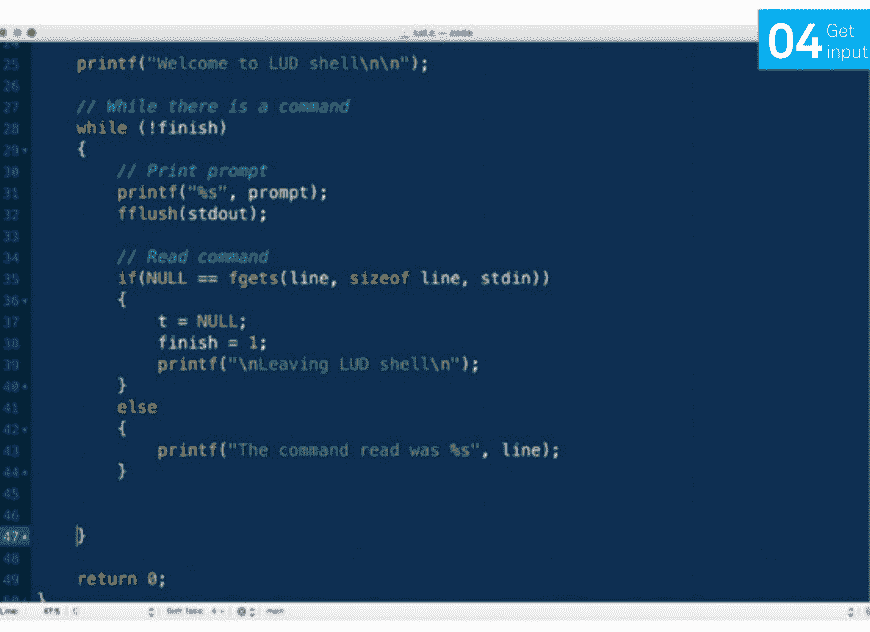 04 Get
input
25 printf("Welcome to LUD shell\n\n");
26
27 // While there is a command
28 while (!finish)
29 {
30 // Print prompt
31 printf("%s", prompt);
32 fflush(stdout);
33
34 // Read command
35 if(NULL == fgets(line, sizeof line, stdin))
36 {
37 t = NULL;
38 finish = 1;
39 printf("\nLeaving LUD shell\n");
40 }
41 else
42 {
43 printf("The command read was %s", line);
44 }
45
46
47 }
48
49 return 0;
}